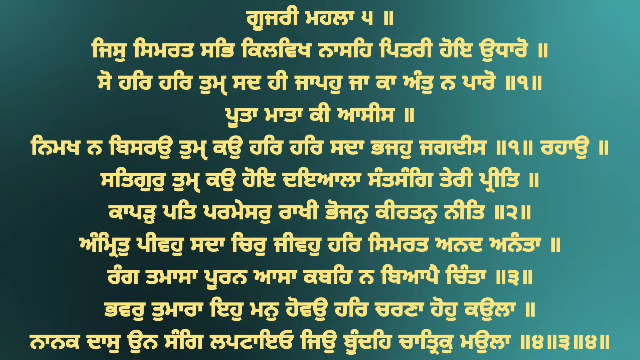 ਗੂਜਰੀ ਮਹਲਾ ੫ ॥
ਜਿਸੁ ਸਿਮਰਤ ਸਭਿ ਕਿਲਵਿਖ ਨਾਸਹਿ ਪਿਤਰੀ ਹੋਇ ਉਧਾਰੋ ॥
ਸੋ ਹਰਿ ਹਰਿ ਤੁਮ੍ ਸਦ ਹੀ ਜਾਪਹੁ ਜਾ ਕਾ ਅੰਤੁ ਨ ਪਾਰੋ ॥੧॥
ਪੂਤਾ ਮਾਤਾ ਕੀ ਆਸੀਸ ॥
ਨਿਮਖ ਨ ਬਿਸਰਉ ਤੁਮ੍ ਕਉ ਹਰਿ ਹਰਿ ਸਦਾ ਭਜਹੁ ਜਗਦੀਸ ॥੧॥ ਰਹਾਉ ॥
ਸਤਿਗੁਰੁ ਤੁਮ੍ ਕਉ ਹੋਇ ਦਇਆਲਾ ਸੰਤਸੰਗਿ ਤੇਰੀ ਪ੍ਰੀਤਿ ॥
ਕਾਪੜੁ ਪਤਿ ਪਰਮੇਸਰੁ ਰਾਖੀ ਭੋਜਨੁ ਕੀਰਤਨੁ ਨੀਤਿ ॥੨॥
ਅੰਮ੍ਰਿਤੁ ਪੀਵਹੁ ਸਦਾ ਚਿਰੁ ਜੀਵਹੁ ਹਰਿ ਸਿਮਰਤ ਅਨਦ ਅਨੰਤਾ ॥
ਰੰਗ ਤਮਾਸਾ ਪੂਰਨ ਆਸਾ ਕਬਹਿ ਨ ਬਿਆਪੈ ਚਿੰਤਾ ॥੩॥
ਭਵਰੁ ਤੁਮਾਰਾ ਇਹੁ ਮਨੁ ਹੋਵਉ ਹਰਿ ਚਰਣਾ ਹੋਹੁ ਕਉਲਾ ॥
ਨਾਨਕ ਦਾਸੁ ਉਨ ਸੰਗਿ ਲਪਟਾਇਓ ਜਿਉ ਬੂੰਦਹਿ ਚਾਤ੍ਰਿਕੁ ਮਉਲਾ ॥੪॥੩॥੪॥